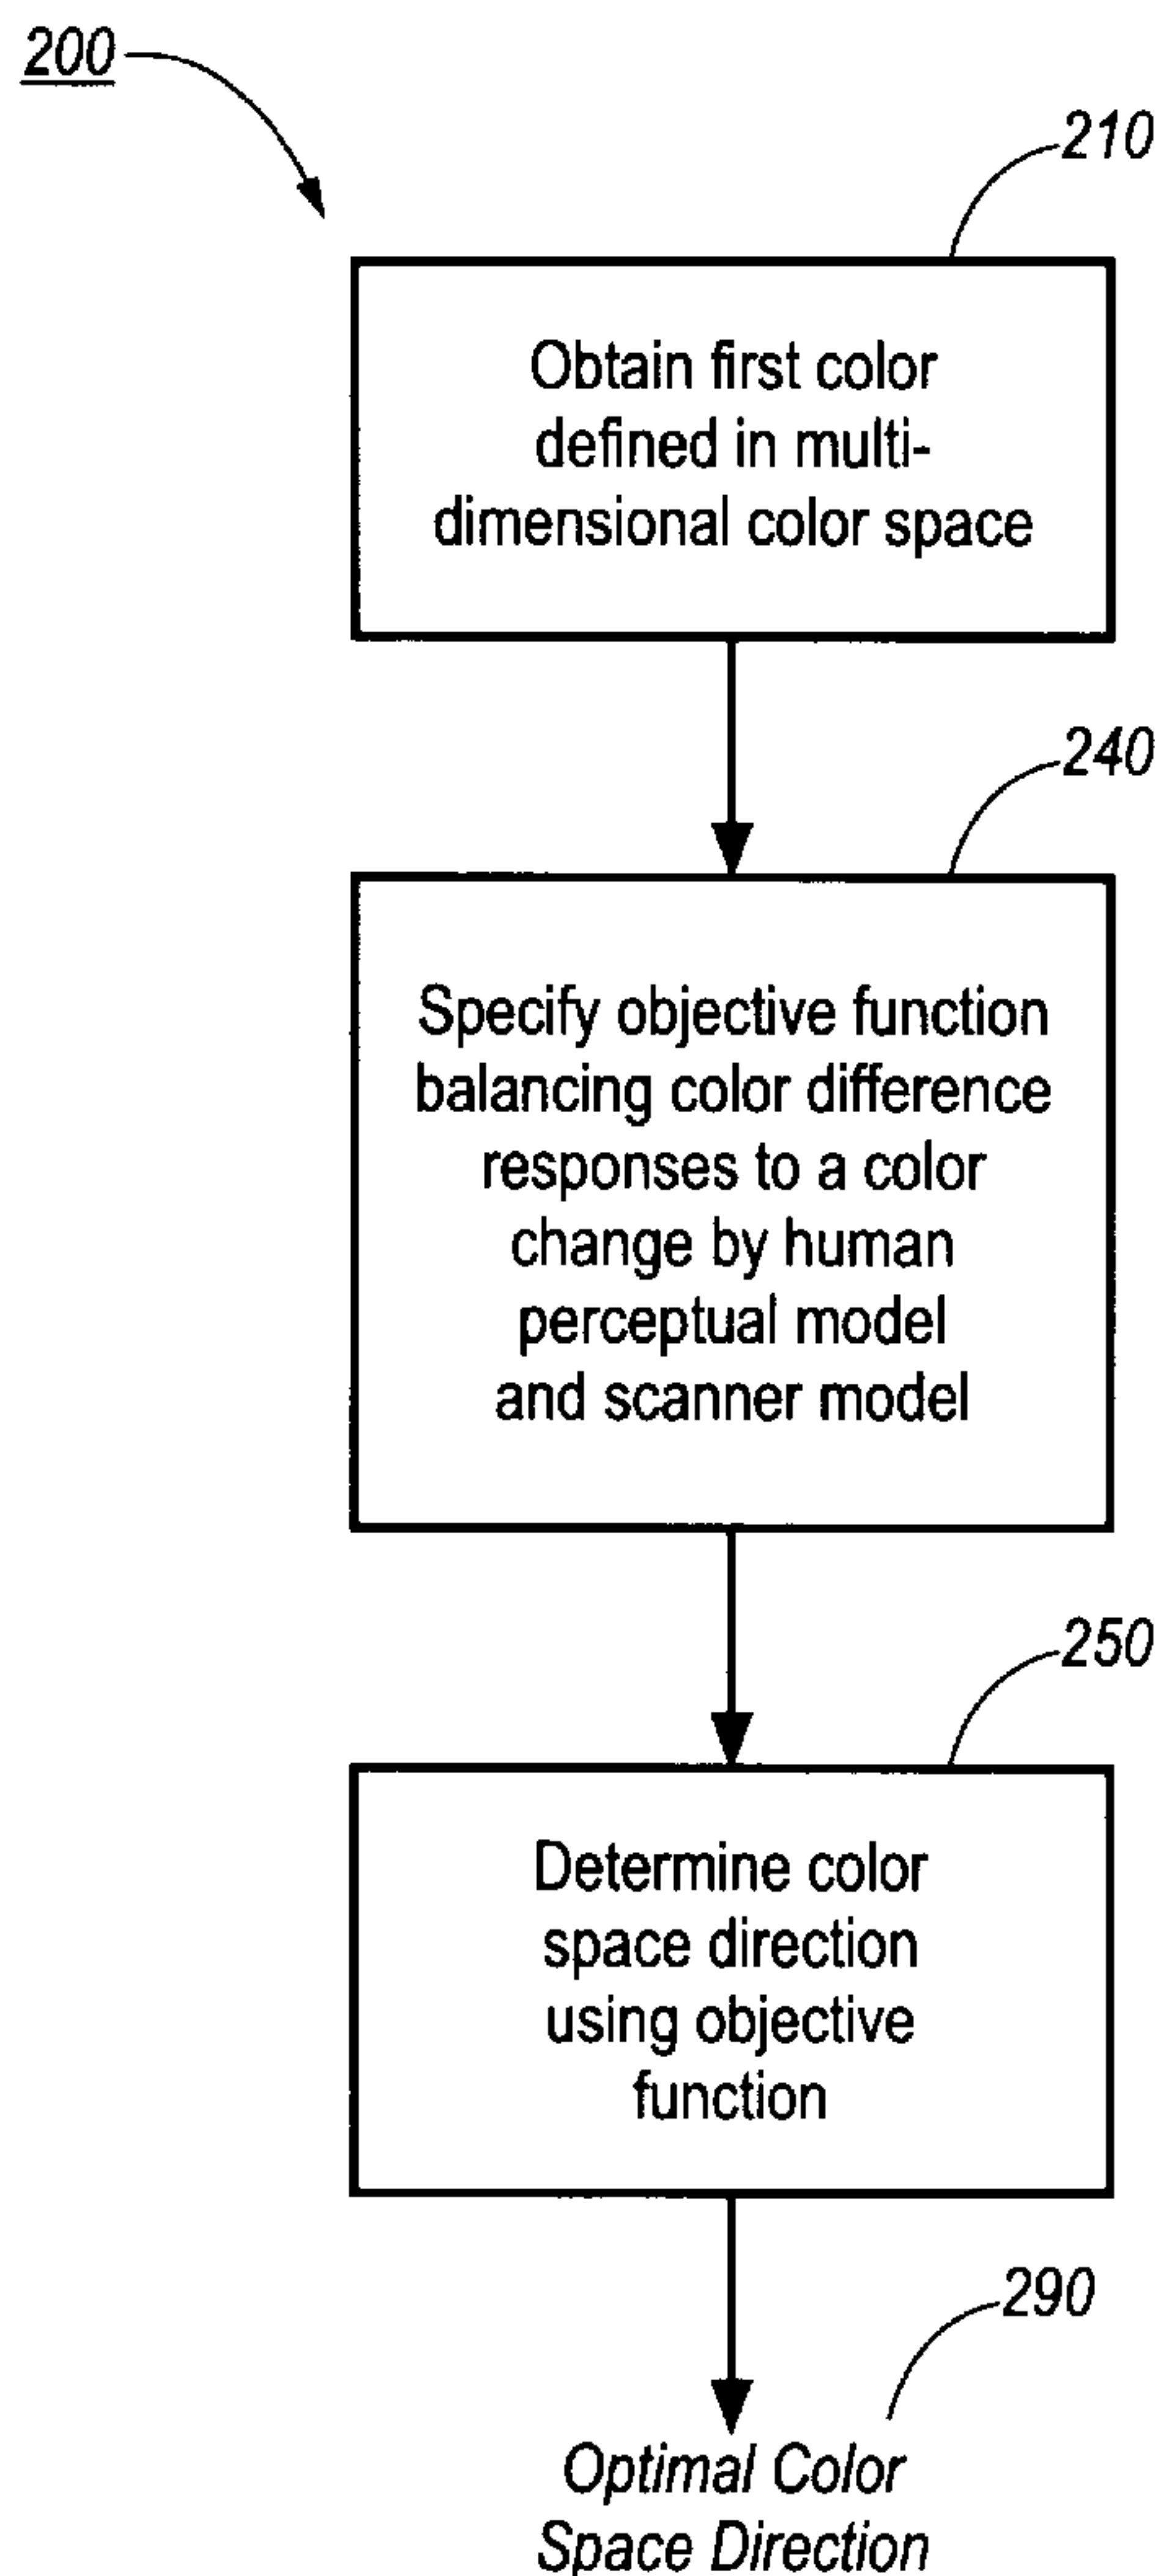 200
210
Obtain first color
defined in multi-
dimensional color space
240
Specify objective function
balancing color difference
responses to a color
change by human
perceptual model
and scanner model
250
Determine color
space direction
using objective
function
290
Optimal Color
Space Direction